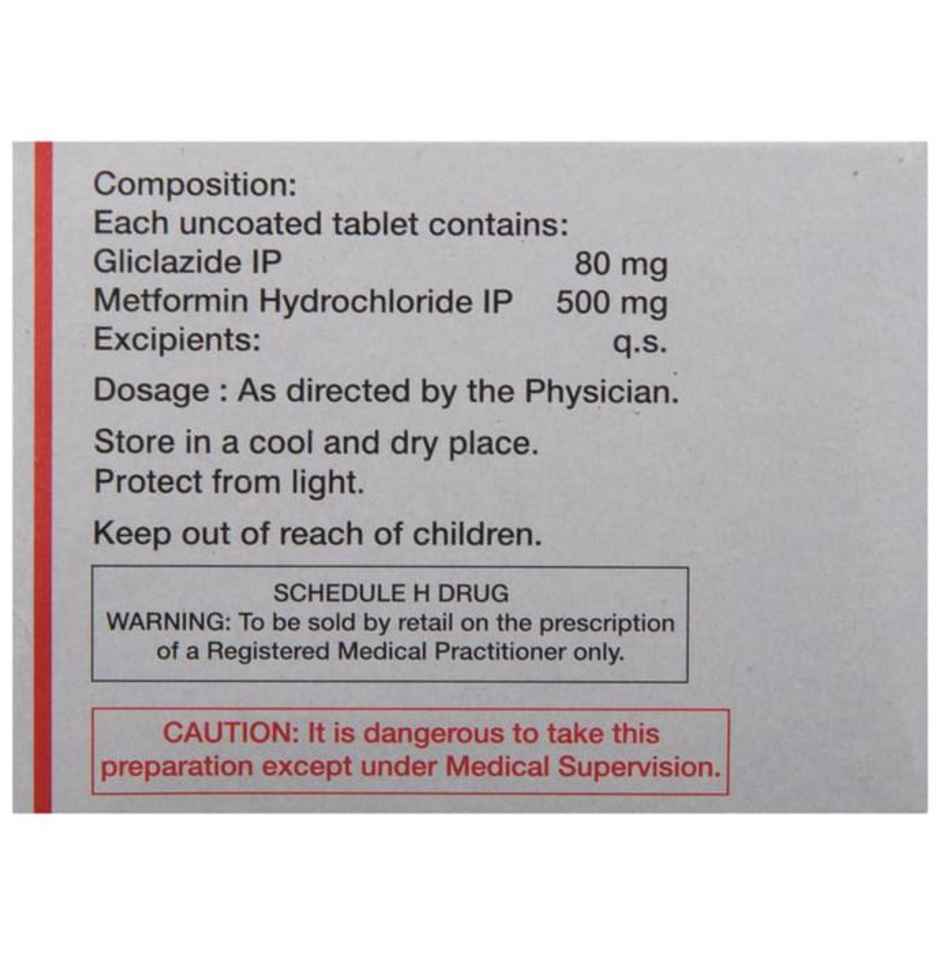 Composition:
Each uncoated tablet contains:
Gliclazide IP 80 mg
Metformin Hydrochloride IP 500 mg
Excipients: q.s.
Dosage : As directed by the Physician.
Store in a cool and dry place.
Protect from light.
Keep out of reach of children.
SCHEDULE H DRUG
WARNING: To be sold by retail on the prescription
of a Registered Medical Practitioner only.
CAUTION: It is dangerous to take this
preparation except under Medical Supervision.